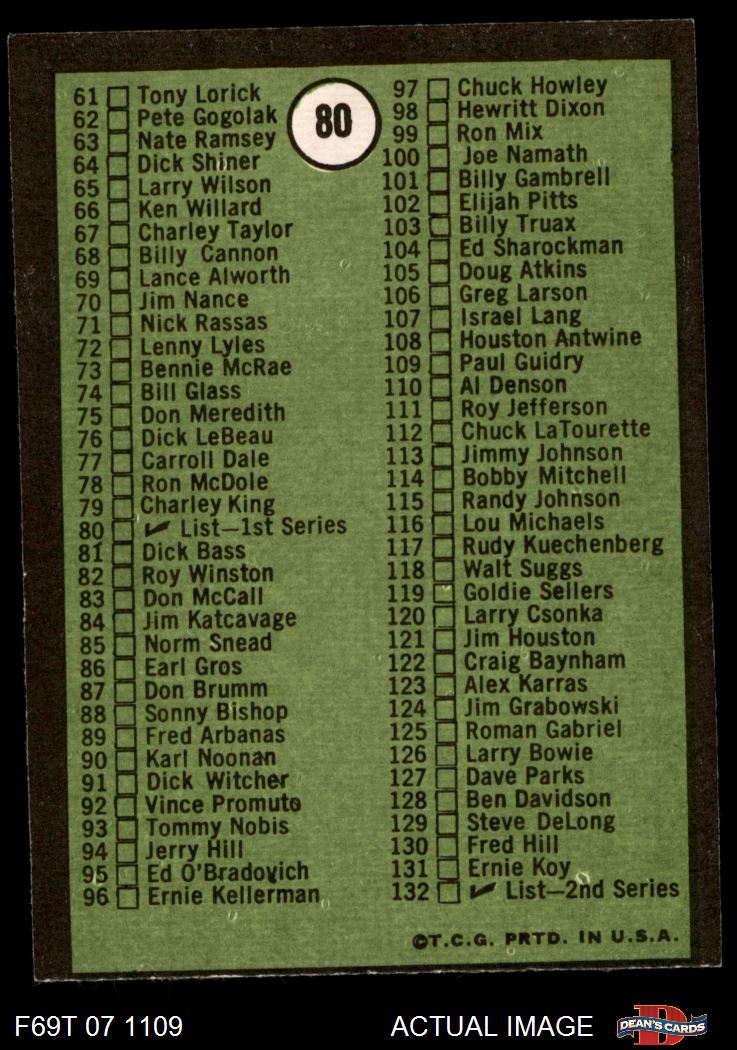 80
61 Tony Lorick
62 Pete Gogolak
63 Nate Ramsey
64 Dick Shiner
65 Larry Wilson
66 Ken Willard
67 Charley Taylor
68 Billy Cannon
69 Lance Alworth
70 Jim Nance
71 Nick Rassas
72 Lenny Lyles
73 Bennie McRae
74 Bill Glass
75 Don Meredith
76 Dick LeBeau
77 Carroll Dale
78 Ron McDole
79 Charley King
80 ✔ List—1st Series
81 Dick Bass
82 Roy Winston
83 Don McCall
84 Jim Katcavage
85 Norm Snead
86 Earl Gros
87 Don Brumm
88 Sonny Bishop
89 Fred Arbanas
90 Karl Noonan
91 Dick Witcher
92 Vince Promuto
93 Tommy Nobis
94 Jerry Hill
95 Ed O'Bradovich
96 Ernie Kellerman
97 Chuck Howley
98 Hewritt Dixon
99 Ron Mix
100 Joe Namath
101 Billy Gambrell
102 Elijah Pitts
103 Billy Truax
104 Ed Sharockman
105 Doug Atkins
106 Greg Larson
107 Israel Lang
108 Houston Antwine
109 Paul Guidry
110 Al Denson
111 Roy Jefferson
112 Chuck LaTourette
113 Jimmy Johnson
114 Bobby Mitchell
115 Randy Johnson
116 Lou Michaels
117 Rudy Kuechenberg
118 Walt Suggs
119 Goldie Sellers
120 Larry Csonka
121 Jim Houston
122 Craig Baynham
123 Alex Karras
124 Jim Grabowski
125 Roman Gabriel
126 Larry Bowie
127 Dave Parks
128 Ben Davidson
129 Steve DeLong
130 Fred Hill
131 Ernie Koy
132 ✔ List—2nd Series
©T.C.G. PRTD. IN U.S.A.
F69T 07 1109
ACTUAL IMAGE
D
DEAN'S CARDS